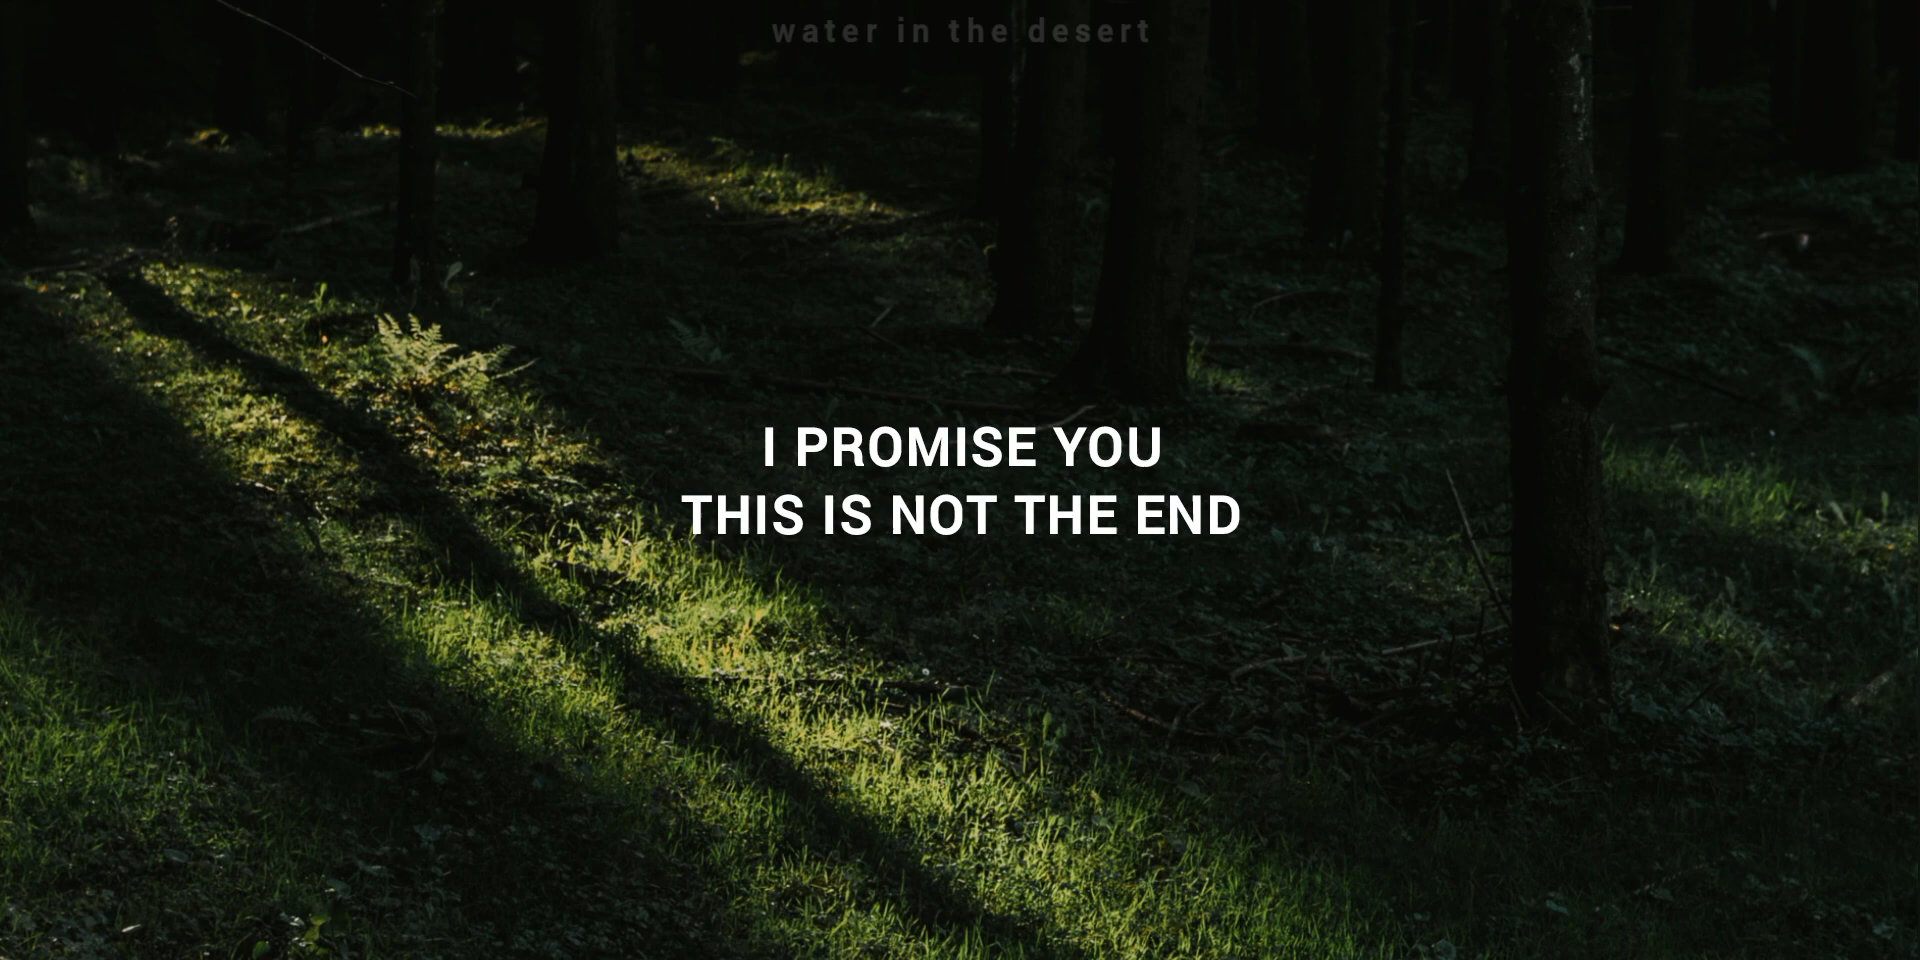 water in the desert
I PROMISE YOU
THIS IS NOT THE END